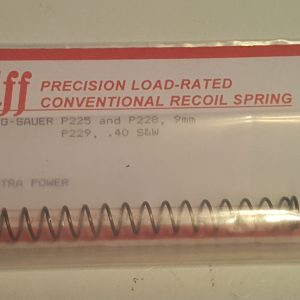 ff PRECISION LOAD-RATED
CONVENTIONAL RECOIL SPRING
G-SAUER P225 and P228, 9mm
P229, .40 S&W
TRA POWER